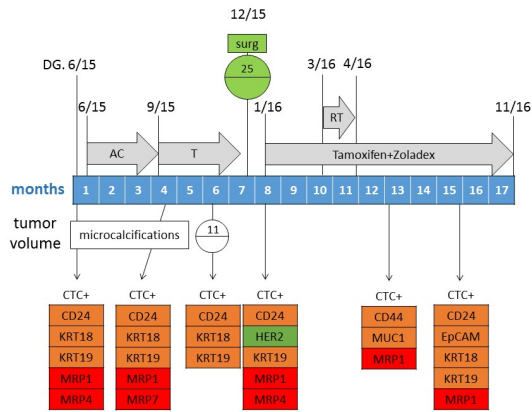 12/15
surg
25
DG. 6/15
3/16
4/16
6/15
9/15
1/16
11/16
RT
AC
T
Tamoxifen+Zoladex
months 1 2 3 4 5 6 7 8 9 10 11 12 13 14 15 16 17
tumor
volume
microcalcifications
11
CTC+ CTC+ CTC+ CTC+ CTC+ CTC+
CD24 CD24 CD24 CD24 CD44 CD24
KRT18 KRT18 KRT18 HER2 MUC1 EpCAM
KRT19 KRT19 KRT19 KRT19 MRP1 KRT18
MRP1 MRP1 MRP1 KRT19
MRP4 MRP7 MRP4 MRP1